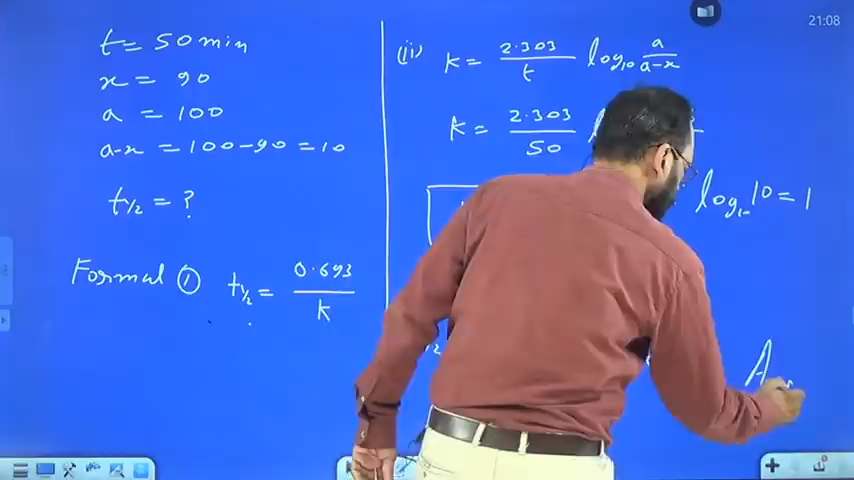 21:08
t = 50 min
x = 90
a = 100
a-x = 100-90 = 10
t1/2 = ?
Formal ① t1/2 = 0.693/k
(ii) k = 2.303/t log10 a/a-x
k = 2.303/50
log10 10 = 1